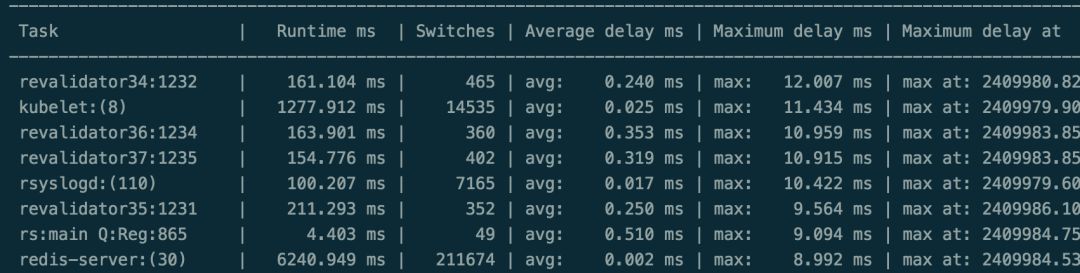 Task | Runtime ms | Switches | Average delay ms | Maximum delay ms | Maximum delay at
revalidator34:1232 | 161.104 ms | 465 | avg: 0.240 ms | max: 12.007 ms | max at: 2409980.82
kubelet:(8) | 1277.912 ms | 14535 | avg: 0.025 ms | max: 11.434 ms | max at: 2409979.90
revalidator36:1234 | 163.901 ms | 360 | avg: 0.353 ms | max: 10.959 ms | max at: 2409983.85
revalidator37:1235 | 154.776 ms | 402 | avg: 0.319 ms | max: 10.915 ms | max at: 2409983.85
rsyslogd:(110) | 100.207 ms | 7165 | avg: 0.017 ms | max: 10.422 ms | max at: 2409979.60
revalidator35:1231 | 211.293 ms | 352 | avg: 0.250 ms | max: 9.564 ms | max at: 2409986.10
rs:main Q:Reg:865 | 4.403 ms | 49 | avg: 0.510 ms | max: 9.094 ms | max at: 2409984.75
redis-server:(30) | 6240.949 ms | 211674 | avg: 0.002 ms | max: 8.992 ms | max at: 2409984.53